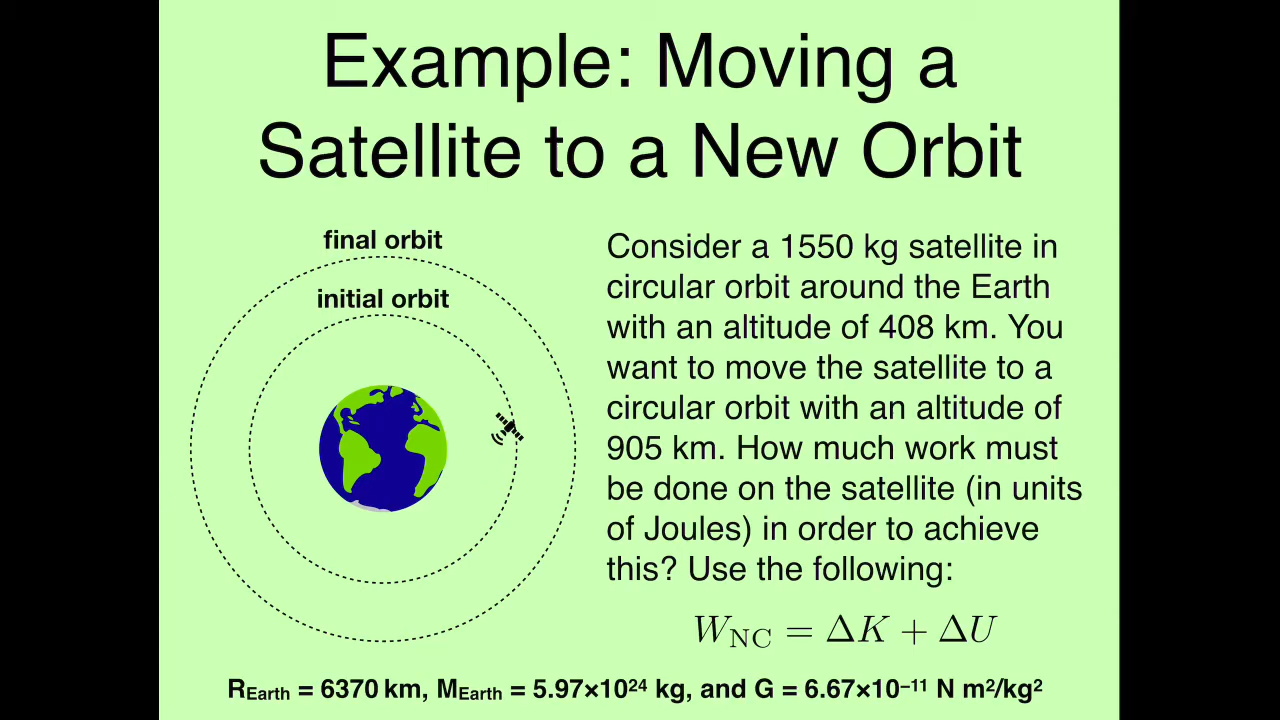 Example: Moving a
Satellite to a New Orbit
final orbit
initial orbit
Consider a 1550 kg satellite in
circular orbit around the Earth
with an altitude of 408 km. You
want to move the satellite to a
circular orbit with an altitude of
905 km. How much work must
be done on the satellite (in units
of Joules) in order to achieve
this? Use the following:
W_NC = ΔK + ΔU
R_Earth = 6370 km, M_Earth = 5.97×10²⁴ kg, and G = 6.67×10⁻¹¹ N m²/kg²